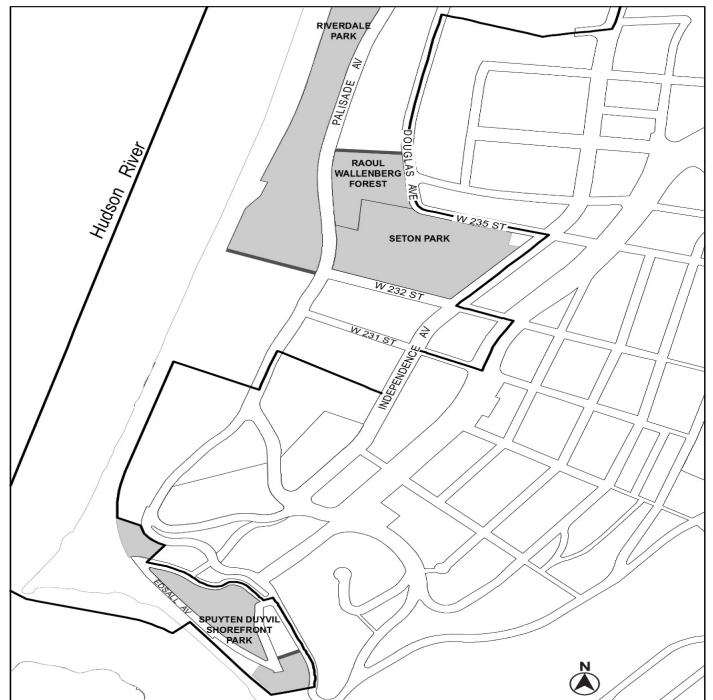 RIVERDALE
PARK
PALISADE AV
Hudson River
DOUGLAS AVE
RAOUL
WALLENBERG
FOREST
W 235 ST
SETON PARK
W 232 ST
W 231 ST
INDEPENDENCE AV
EDSALL AV
SPUYTEN DUYVIL
SHOREFRONT
PARK
N